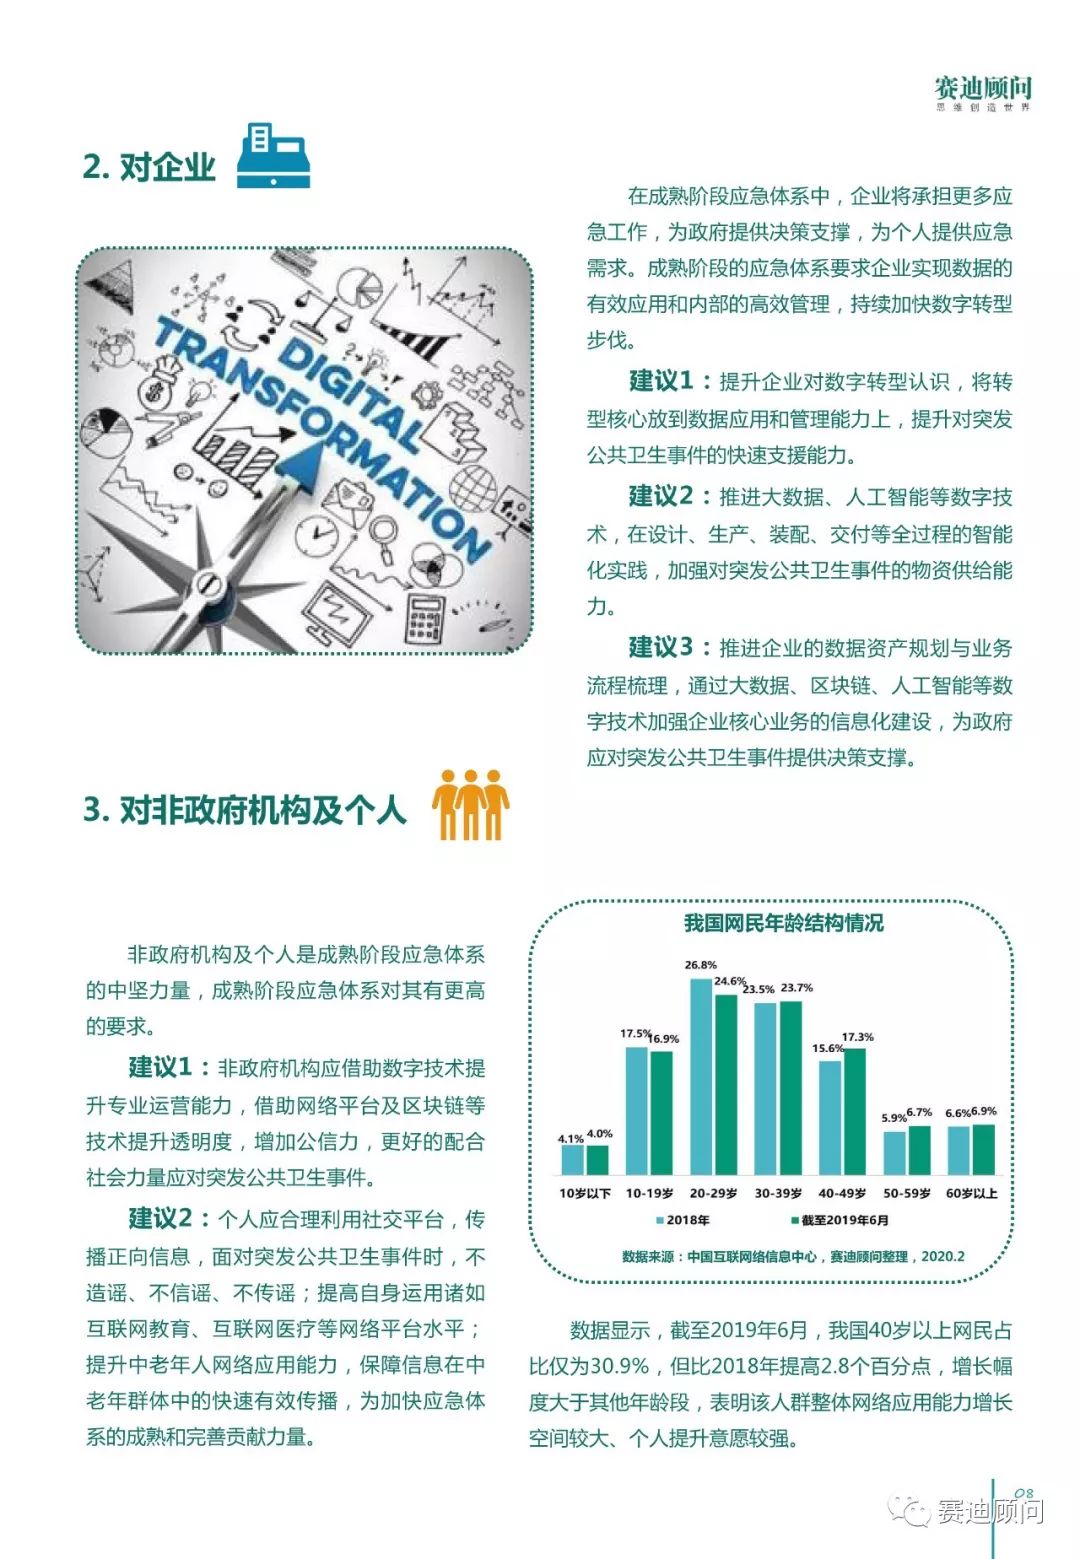 赛迪顾问
思维创造世界
2. 对企业
DIGITAL
TRANSFORMATION
在成熟阶段应急体系中，企业将承担更多应
急工作，为政府提供决策支撑，为个人提供应急
需求。成熟阶段的应急体系要求企业实现数据的
有效应用和内部的高效管理，持续加快数字转型
步伐。
建议1：提升企业对数字转型认识，将转
型核心放到数据应用和管理能力上，提升对突发
公共卫生事件的快速支援能力。
建议2：推进大数据、人工智能等数字技
术，在设计、生产、装配、交付等全过程的智能
化实践，加强对突发公共卫生事件的物资供给能
力。
建议3：推进企业的数据资产规划与业务
流程梳理，通过大数据、区块链、人工智能等数
字技术加强企业核心业务的信息化建设，为政府
应对突发公共卫生事件提供决策支撑。
3. 对非政府机构及个人
非政府机构及个人是成熟阶段应急体系
的中坚力量，成熟阶段应急体系对其有更高
的要求。
建议1：非政府机构应借助数字技术提
升专业运营能力，借助网络平台及区块链等
技术提升透明度，增加公信力，更好的配合
社会力量应对突发公共卫生事件。
建议2：个人应合理利用社交平台，传
播正向信息，面对突发公共卫生事件时，不
造谣、不信谣、不传谣；提高自身运用诸如
互联网教育、互联网医疗等网络平台水平；
提升中老年人网络应用能力，保障信息在中
老年群体中的快速有效传播，为加快应急体
系的成熟和完善贡献力量。
我国网民年龄结构情况
4.1% 4.0% 17.5% 16.9% 26.8% 24.6% 23.5% 23.7% 15.6% 17.3% 5.9% 6.7% 6.6% 6.9%
10岁以下 10-19岁 20-29岁 30-39岁 40-49岁 50-59岁 60岁以上
2018年 截至2019年6月
数据来源：中国互联网络信息中心，赛迪顾问整理，2020.2
数据显示，截至2019年6月，我国40岁以上网民占
比仅为30.9%，但比2018年提高2.8个百分点，增长幅
度大于其他年龄段，表明该人群整体网络应用能力增长
空间较大、个人提升意愿较强。
08
赛迪顾问